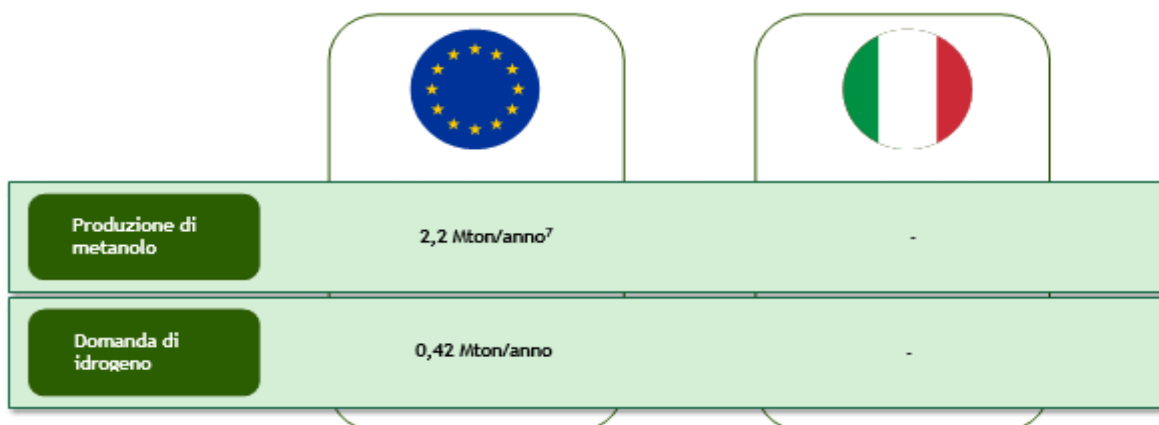 Produzione di
metanolo
2,2 Mton/anno⁷
-
Domanda di
idrogeno
0,42 Mton/anno
-